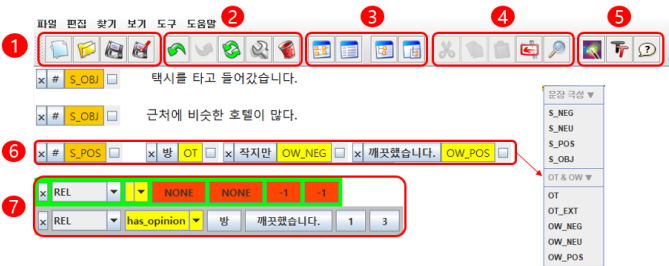 파일 편집 찾기 보기 도구 도움말
1 2 3 4 5
x # S_OBJ 택시를 타고 들어갔습니다.
x # S_OBJ 근처에 비슷한 호텔이 많다.
6 x # S_POS x 방 OT x 작지만 OW_NEG x 깨끗했습니다. OW_POS
7 x REL NONE NONE -1 -1
x REL has_opinion 방 깨끗했습니다. 1 3
문장 극성 ▼
S_NEG
S_NEU
S_POS
S_OBJ
OT & OW ▼
OT
OT_EXT
OW_NEG
OW_NEU
OW_POS